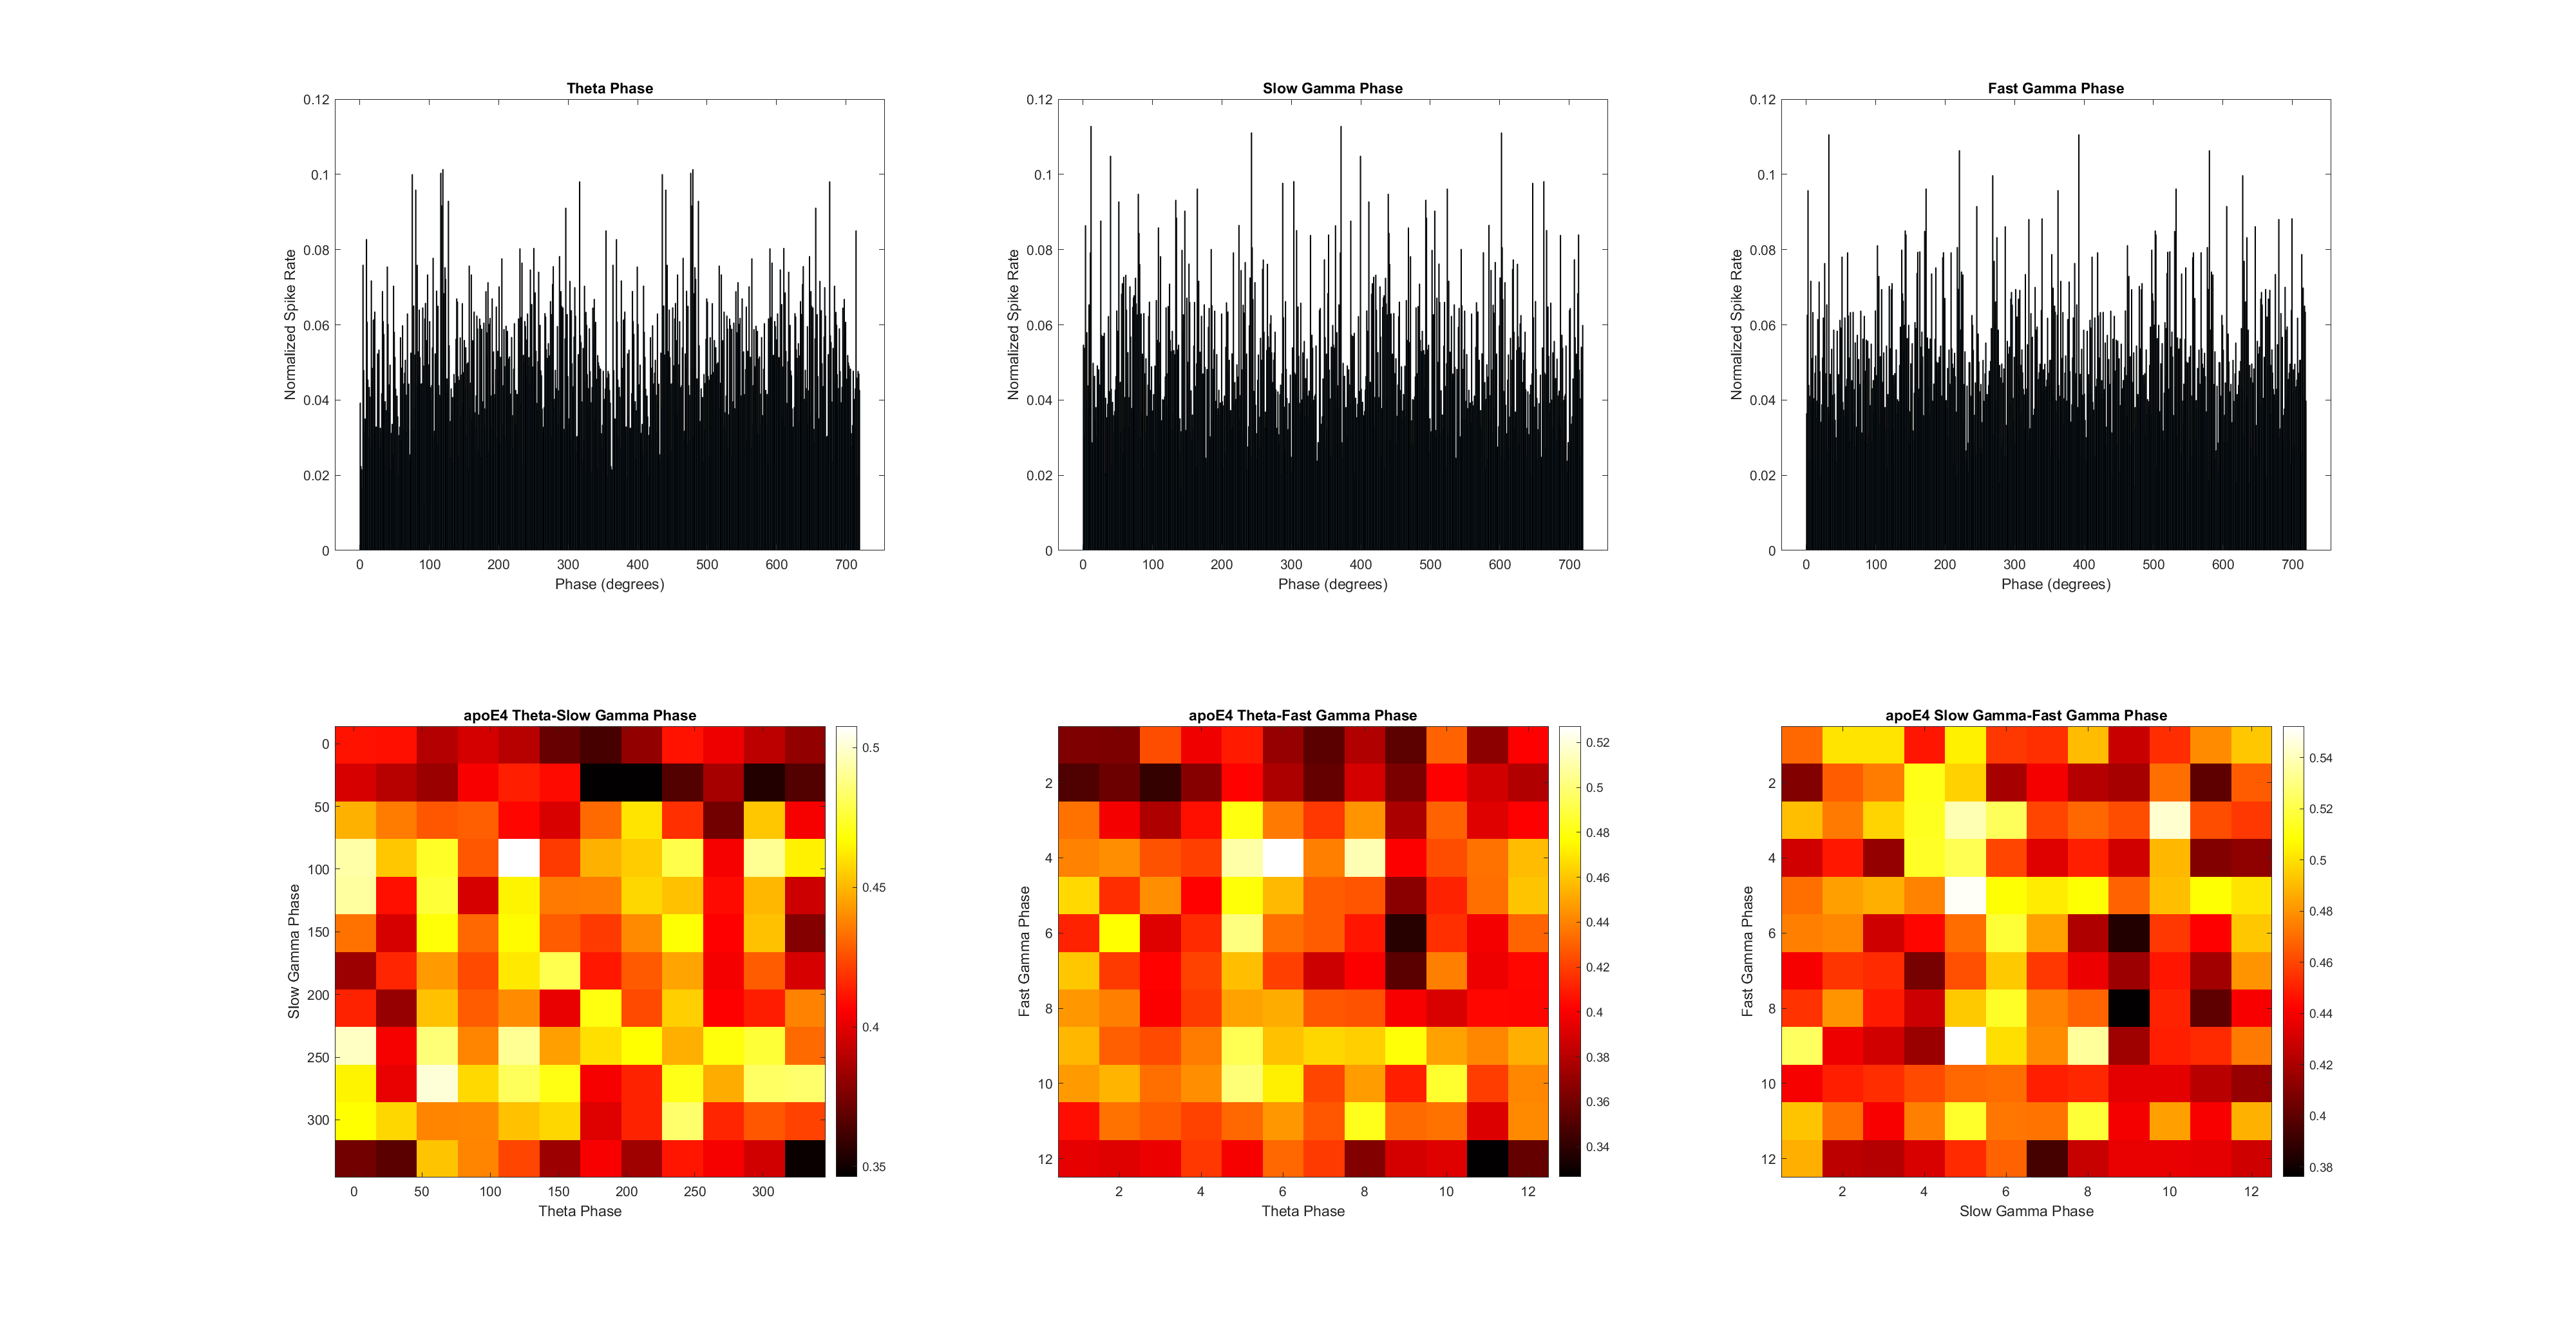 Theta Phase
0.12
0.1
0.08
0.06
0.04
0.02
0
Normalized Spike Rate
0 100 200 300 400 500 600 700
Phase (degrees)
Slow Gamma Phase
0.12
0.1
0.08
0.06
0.04
0.02
0
Normalized Spike Rate
0 100 200 300 400 500 600 700
Phase (degrees)
Fast Gamma Phase
0.12
0.1
0.08
0.06
0.04
0.02
0
Normalized Spike Rate
0 100 200 300 400 500 600 700
Phase (degrees)
apoE4 Theta-Slow Gamma Phase
0
50
100
150
200
250
300
Slow Gamma Phase
0 50 100 150 200 250 300
Theta Phase
0.5
0.45
0.4
0.35
apoE4 Theta-Fast Gamma Phase
2
4
6
8
10
12
Fast Gamma Phase
2 4 6 8 10 12
Theta Phase
0.52
0.5
0.48
0.46
0.44
0.42
0.4
0.38
0.36
0.34
apoE4 Slow Gamma-Fast Gamma Phase
2
4
6
8
10
12
Fast Gamma Phase
2 4 6 8 10 12
Slow Gamma Phase
0.54
0.52
0.5
0.48
0.46
0.44
0.42
0.4
0.38